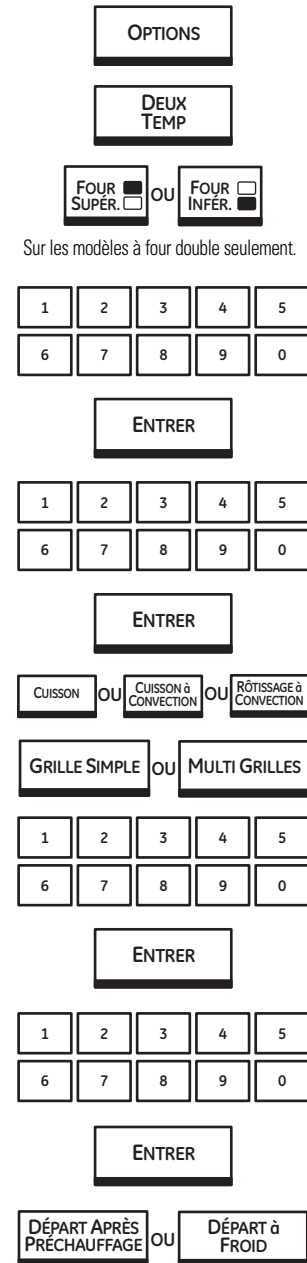 OPTIONS
DEUX
TEMP
FOUR
SUPÉR.
OU
FOUR
INFÉR.
Sur les modèles à four double seulement.
1 2 3 4 5
6 7 8 9 0
ENTRER
1 2 3 4 5
6 7 8 9 0
ENTRER
CUISSON OU CUISSON à CONVECTION OU RÔTISSAGE à CONVECTION
GRILLE SIMPLE OU MULTI GRILLES
1 2 3 4 5
6 7 8 9 0
ENTRER
1 2 3 4 5
6 7 8 9 0
ENTRER
DÉPART APRÈS
PRÉCHAUFFAGE
OU
DÉPART à
FROID